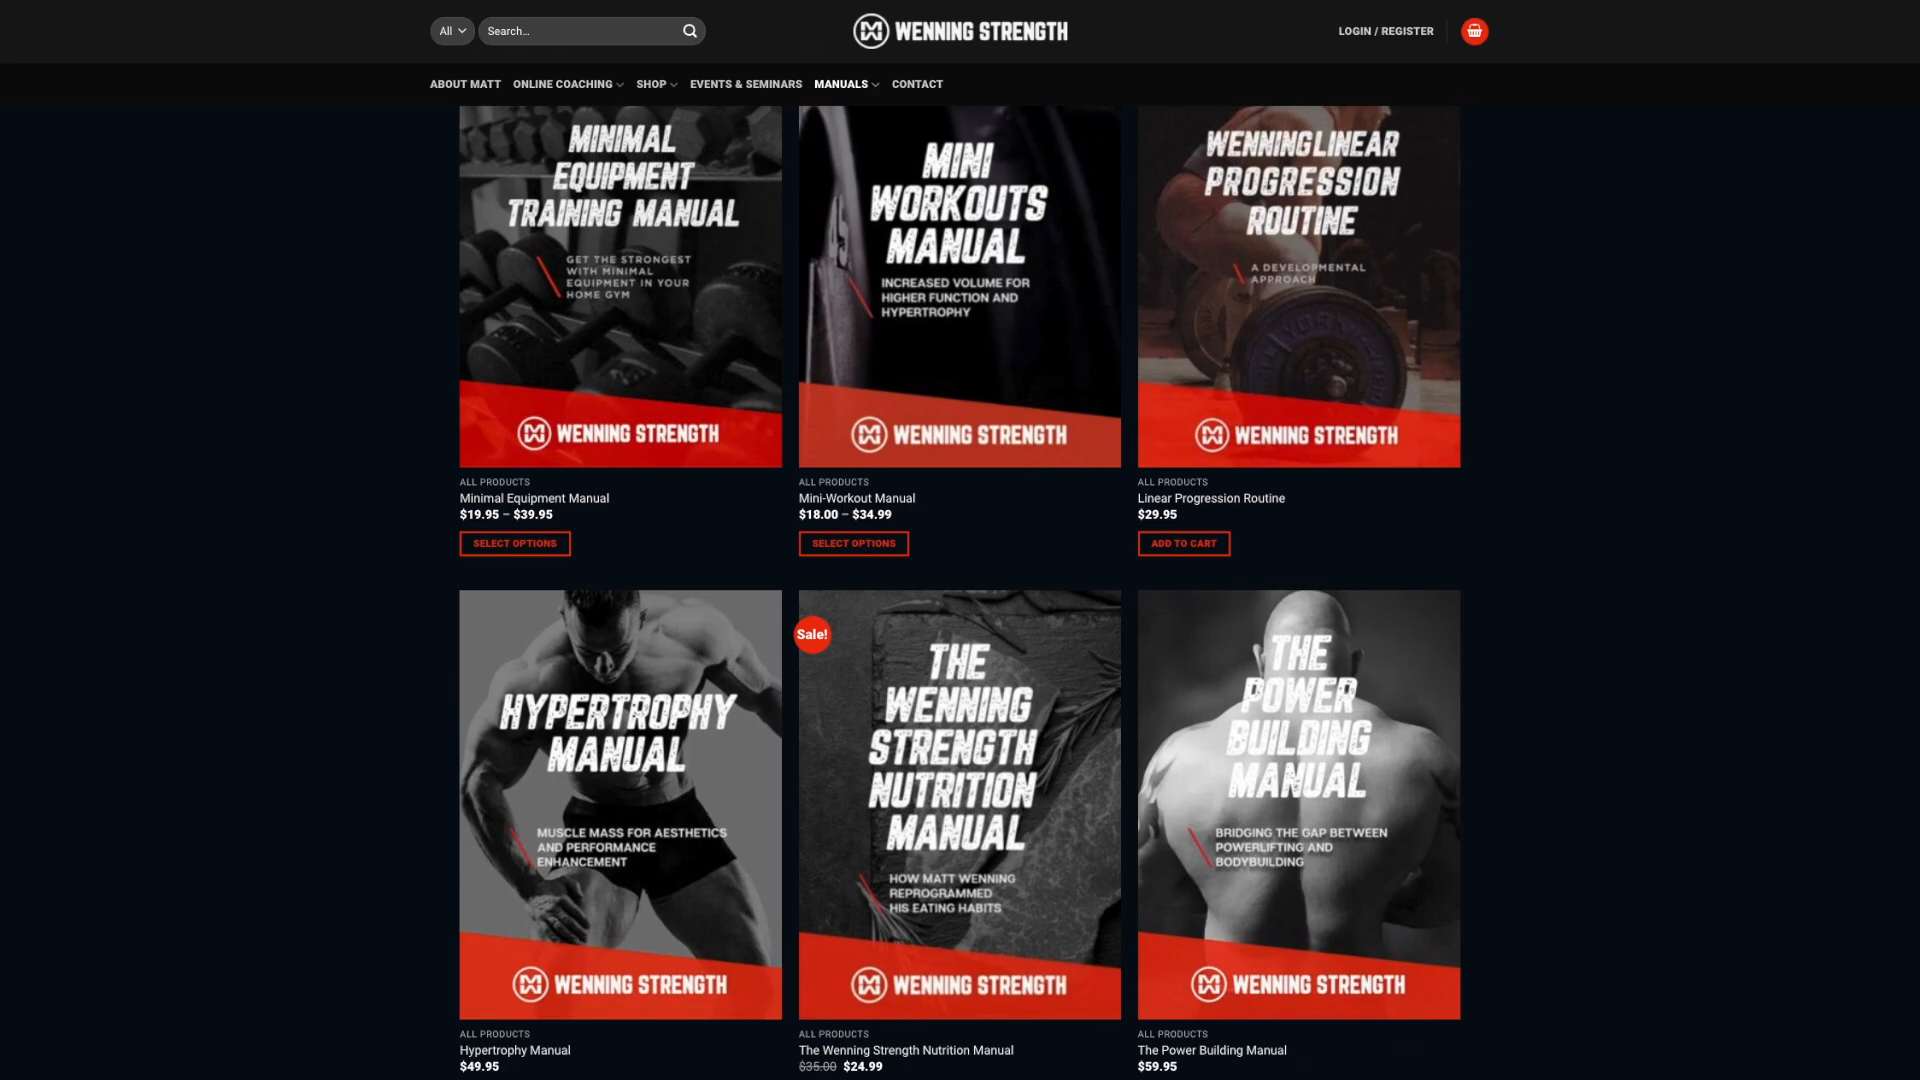 All
Search...
WENNING STRENGTH
LOGIN / REGISTER
ABOUT MATT
ONLINE COACHING
SHOP
EVENTS & SEMINARS
MANUALS
CONTACT
MINIMAL
EQUIPMENT
TRAINING MANUAL
GET THE STRONGEST
WITH MINIMAL
EQUIPMENT IN YOUR
HOME GYM
WENNING STRENGTH
ALL PRODUCTS
Minimal Equipment Manual
$19.95 – $39.95
SELECT OPTIONS
MINI
WORKOUTS
MANUAL
INCREASED VOLUME FOR
HIGHER FUNCTION AND
HYPERTROPHY
WENNING STRENGTH
ALL PRODUCTS
Mini-Workout Manual
$18.00 – $34.99
SELECT OPTIONS
WENNING LINEAR
PROGRESSION
ROUTINE
A DEVELOPMENTAL
APPROACH
YORK
WENNING STRENGTH
ALL PRODUCTS
Linear Progression Routine
$29.95
ADD TO CART
HYPERTROPHY
MANUAL
MUSCLE MASS FOR AESTHETICS
AND PERFORMANCE
ENHANCEMENT
WENNING STRENGTH
ALL PRODUCTS
Hypertrophy Manual
$49.95
Sale!
THE
WENNING
STRENGTH
NUTRITION
MANUAL
HOW MATT WENNING
REPROGRAMMED
HIS EATING HABITS
WENNING STRENGTH
ALL PRODUCTS
The Wenning Strength Nutrition Manual
$35.00 $24.99
THE
POWER
BUILDING
MANUAL
BRIDGING THE GAP BETWEEN
POWERLIFTING AND
BODYBUILDING
WENNING STRENGTH
ALL PRODUCTS
The Power Building Manual
$59.95